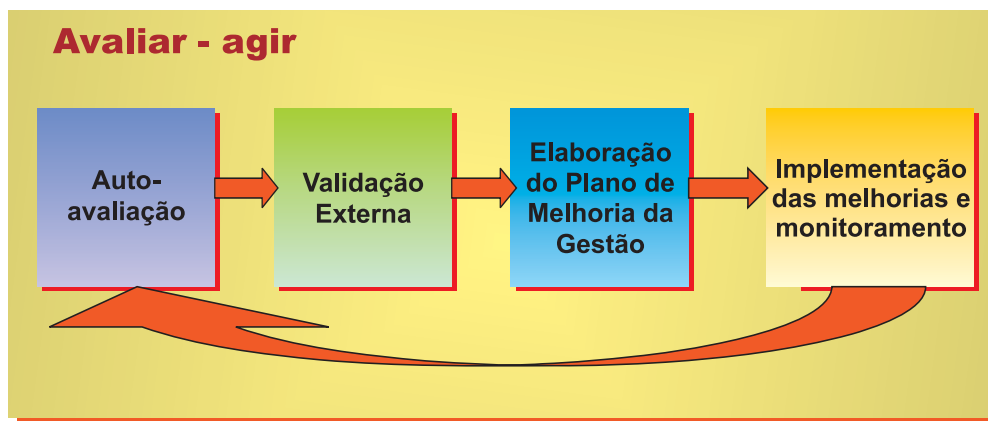 Avaliar - agir
Auto-
avaliação
Validação
Externa
Elaboração
do Plano de
Melhoria da
Gestão
Implementação
das melhorias e
monitoramento